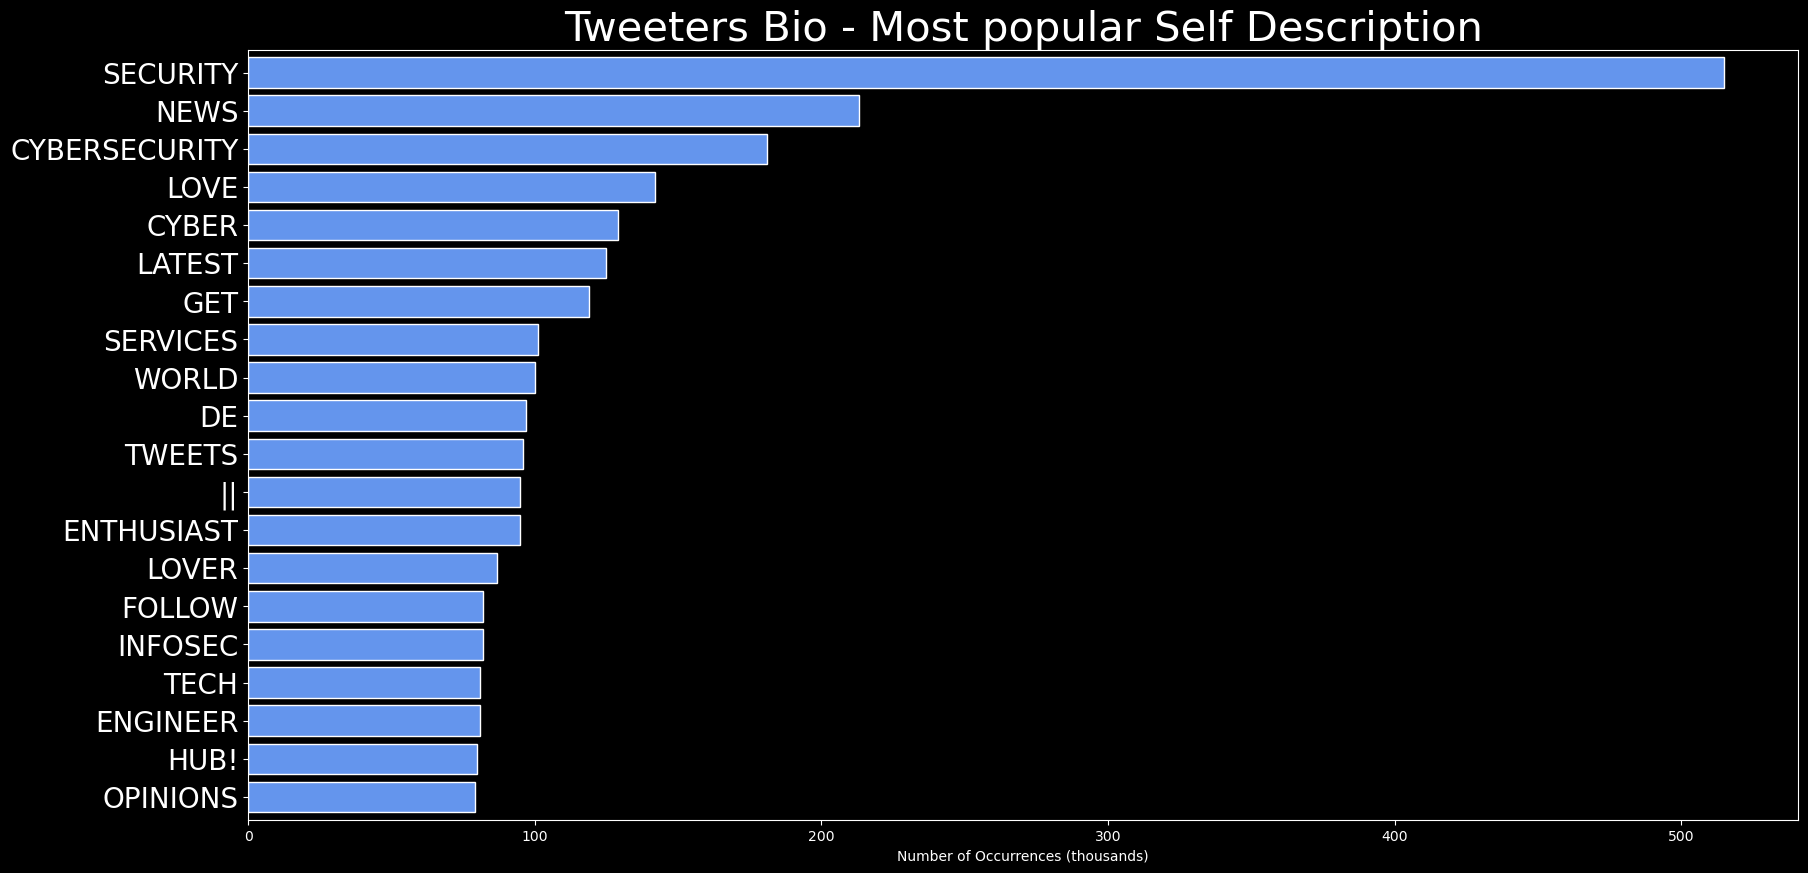 Tweeters Bio - Most popular Self Description
SECURITY
NEWS
CYBERSECURITY
LOVE
CYBER
LATEST
GET
SERVICES
WORLD
DE
TWEETS
||
ENTHUSIAST
LOVER
FOLLOW
INFOSEC
TECH
ENGINEER
HUB!
OPINIONS
0 100 200 300 400 500
Number of Occurrences (thousands)